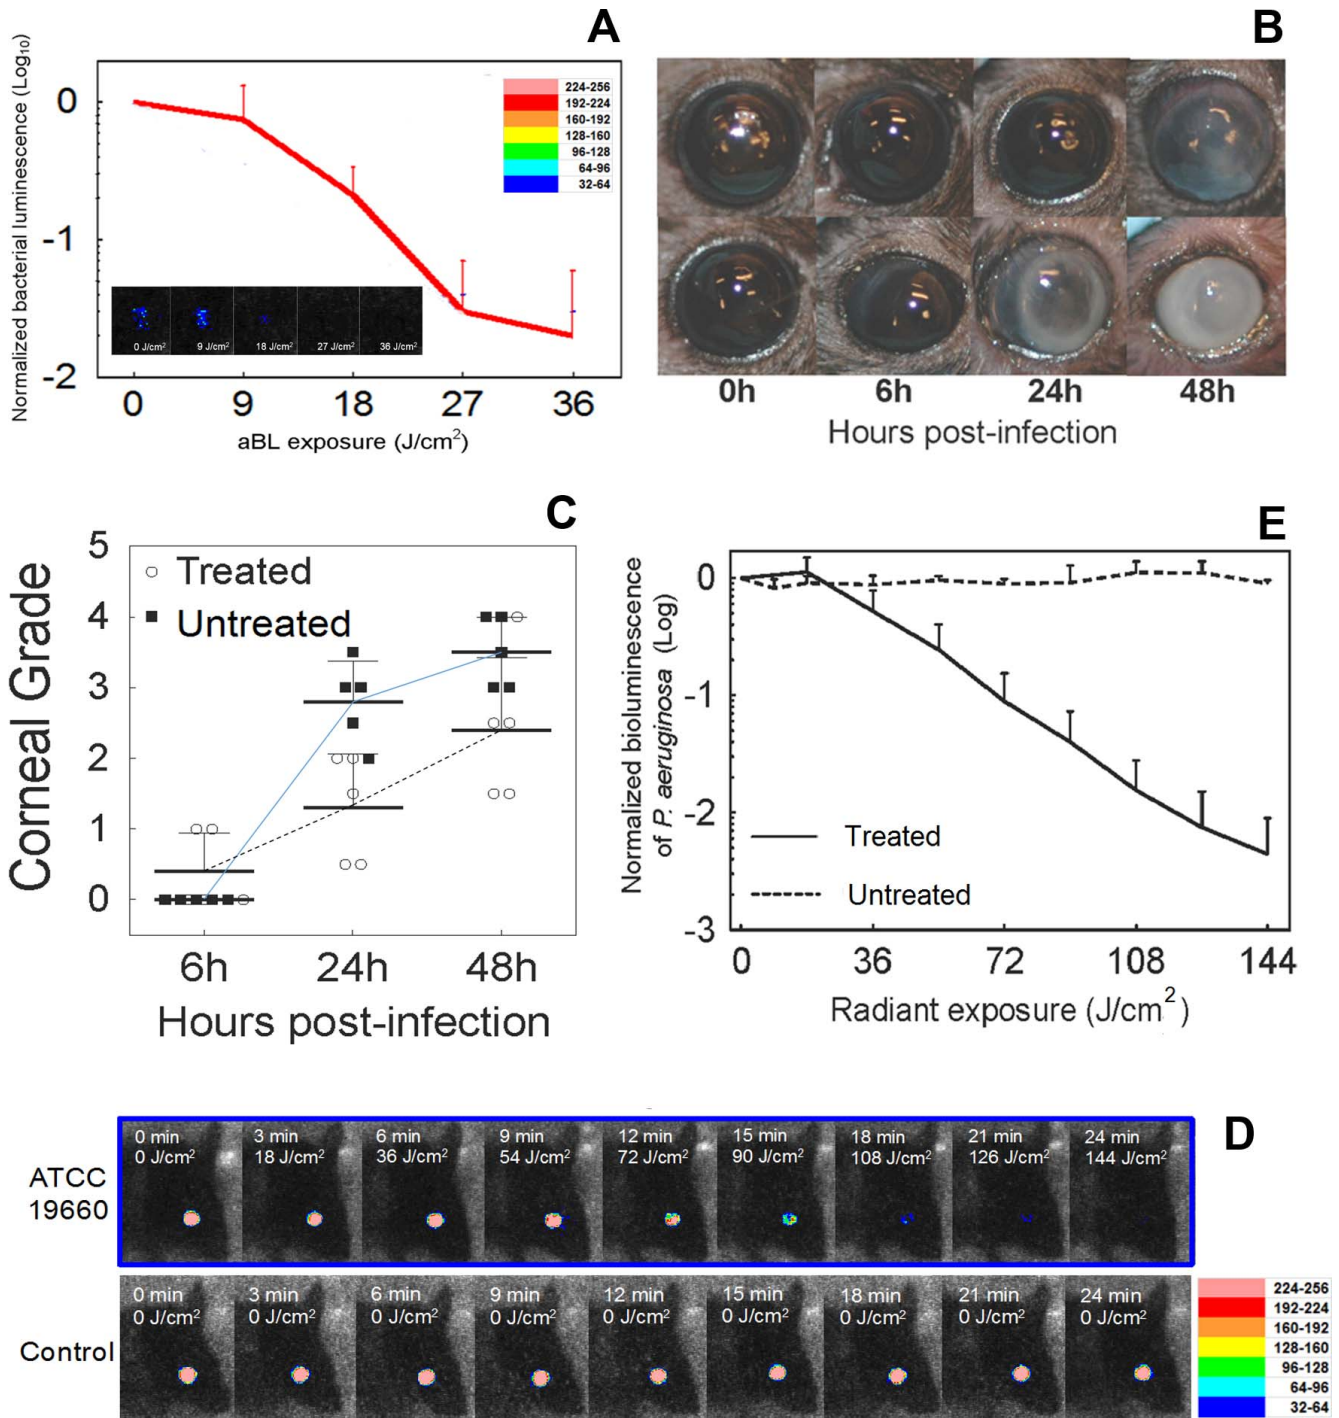 A
Normalized bacterial luminescence (Log10)
0
-1
-2
224-256
192-224
160-192
128-160
96-128
64-96
32-64
0 J/cm2
9 J/cm2
18 J/cm2
27 J/cm2
36 J/cm2
0
9
18
27
36
aBL exposure (J/cm2)
B
0h
6h
24h
48h
Hours post-infection
C
Corneal Grade
5
4
3
2
1
0
Treated
Untreated
6h
24h
48h
Hours post-infection
E
Normalized bioluminescence
of P. aeruginosa (Log)
0
-1
-2
-3
Treated
Untreated
0
36
72
108
144
Radiant exposure (J/cm2)
D
ATCC
19660
0 min
0 J/cm2
3 min
18 J/cm2
6 min
36 J/cm2
9 min
54 J/cm2
12 min
72 J/cm2
15 min
90 J/cm2
18 min
108 J/cm2
21 min
126 J/cm2
24 min
144 J/cm2
Control
0 min
0 J/cm2
3 min
0 J/cm2
6 min
0 J/cm2
9 min
0 J/cm2
12 min
0 J/cm2
15 min
0 J/cm2
18 min
0 J/cm2
21 min
0 J/cm2
24 min
0 J/cm2
224-256
192-224
160-192
128-160
96-128
64-96
32-64